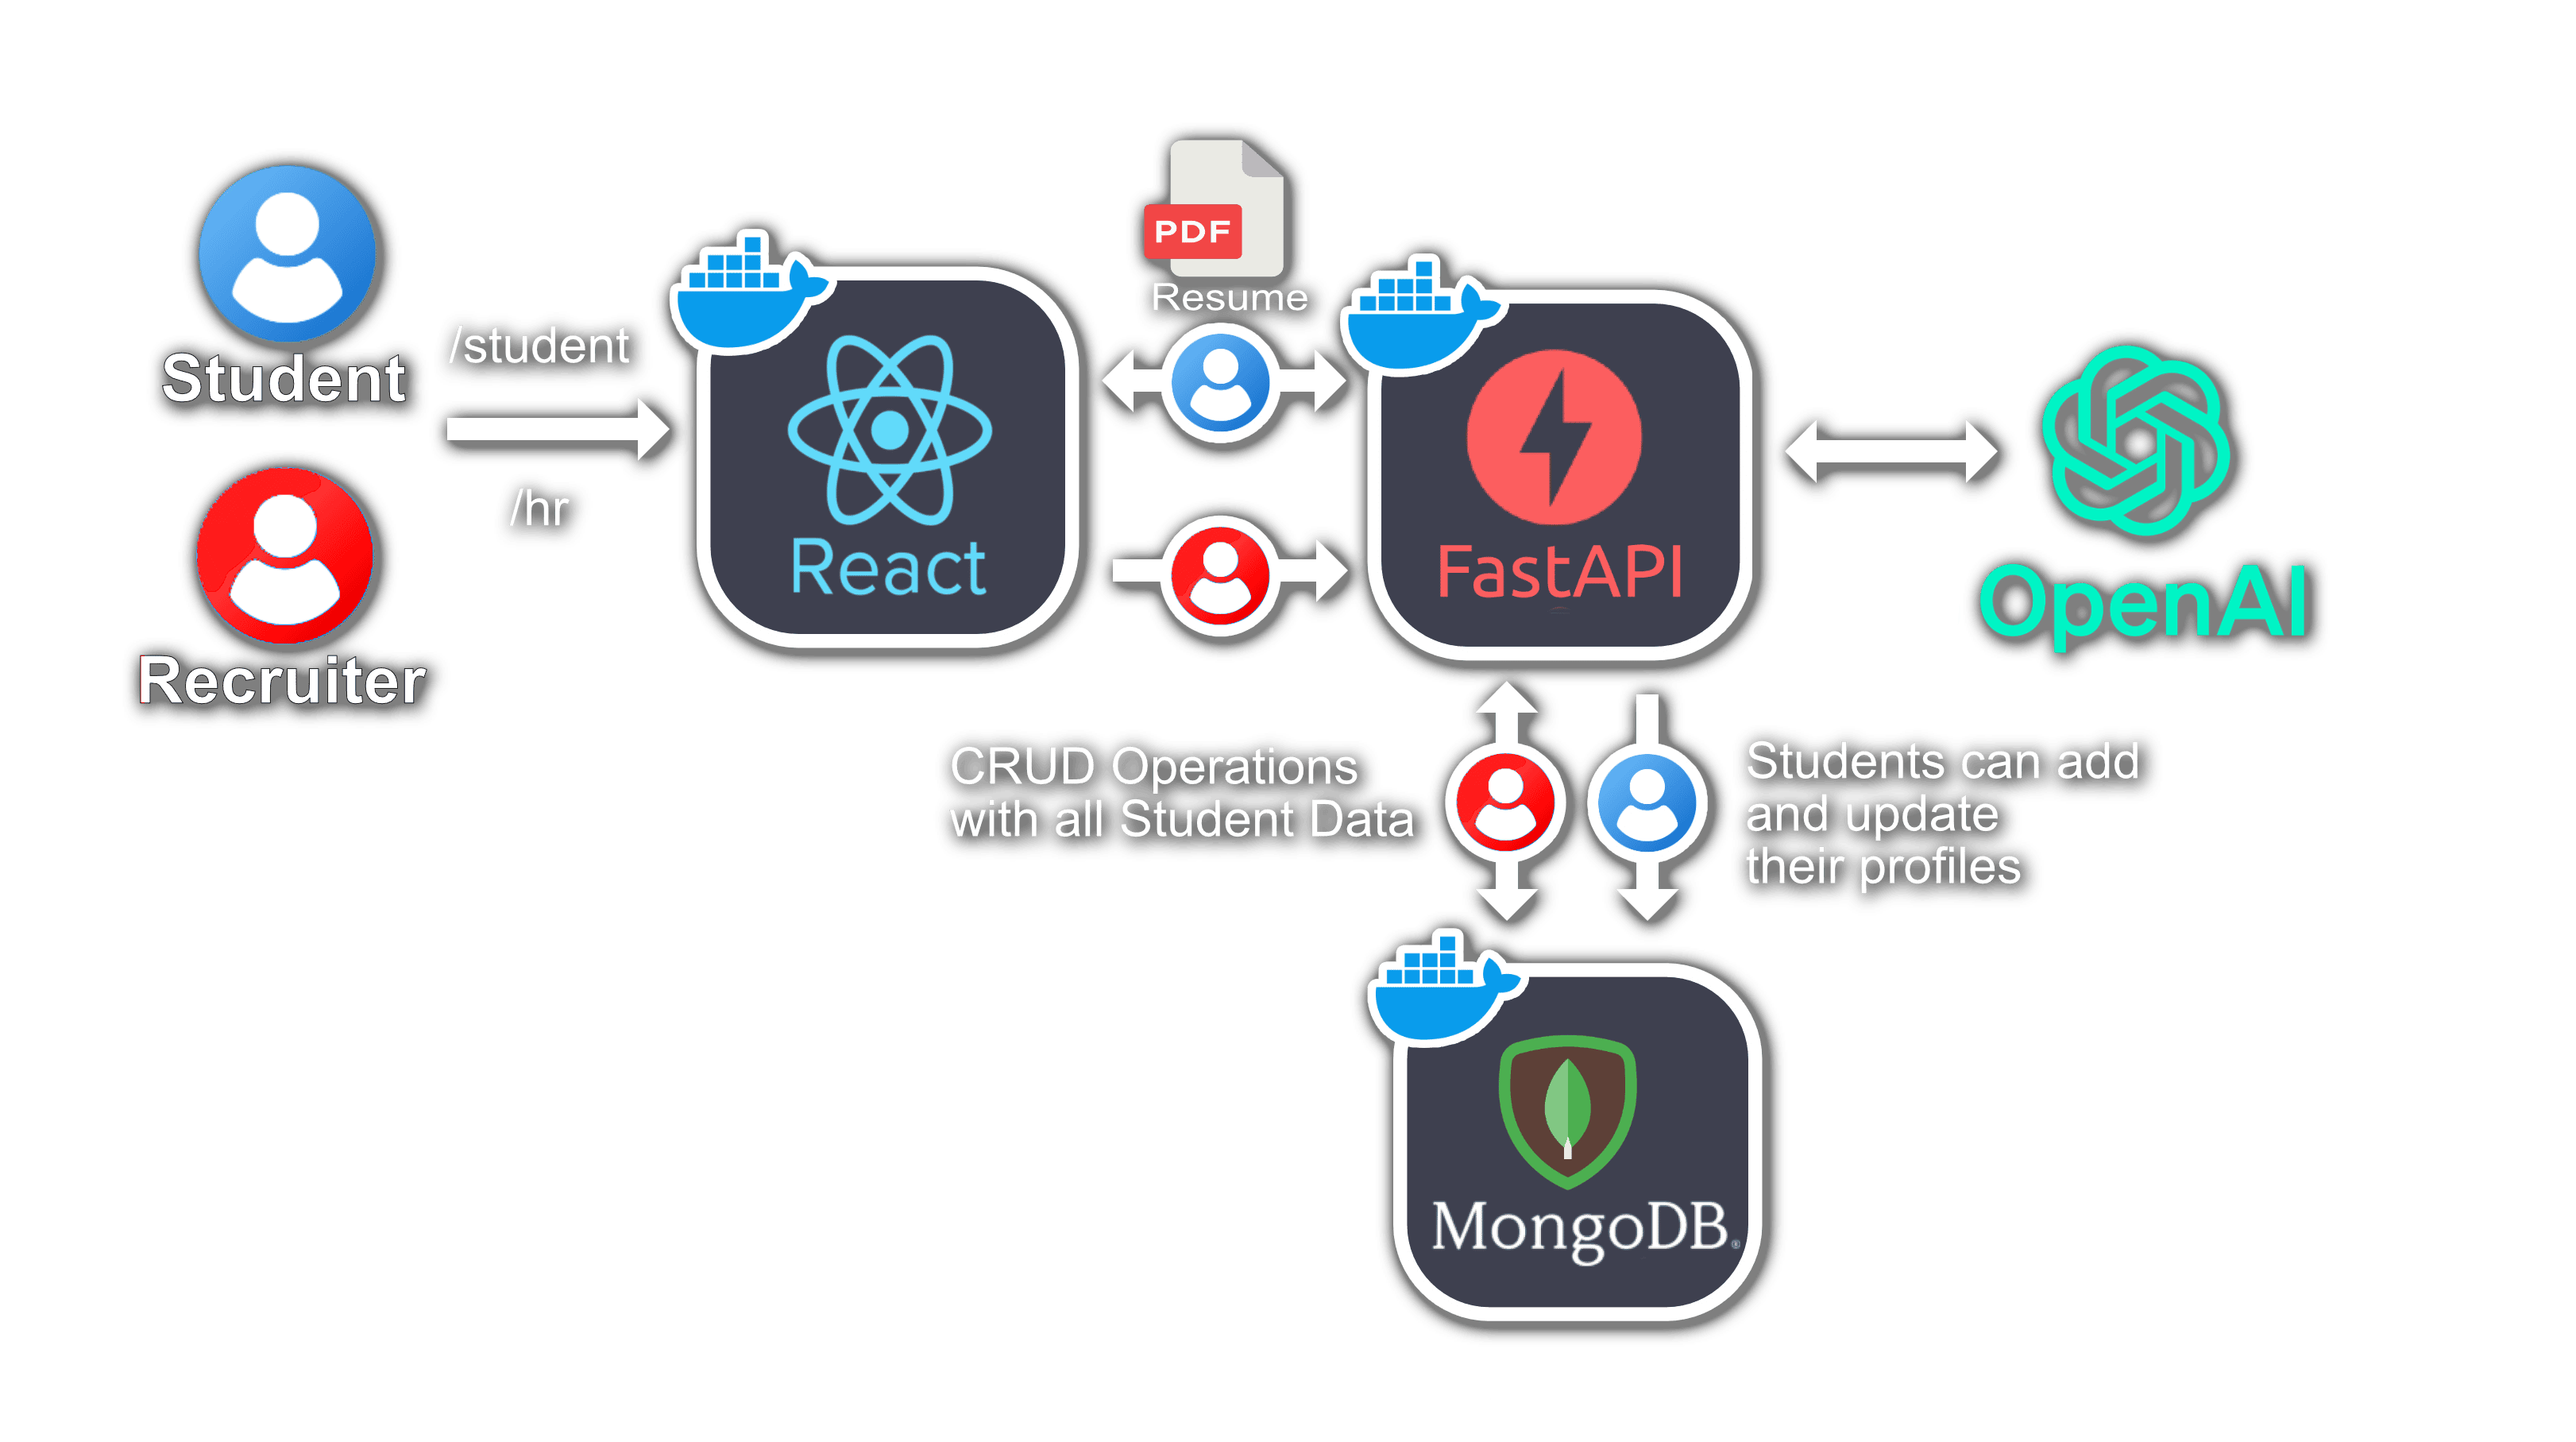 Student
Recruiter
/student
/hr
React
PDF
Resume
FastAPI
OpenAI
CRUD Operations
with all Student Data
Students can add
and update
their profiles
MongoDB®